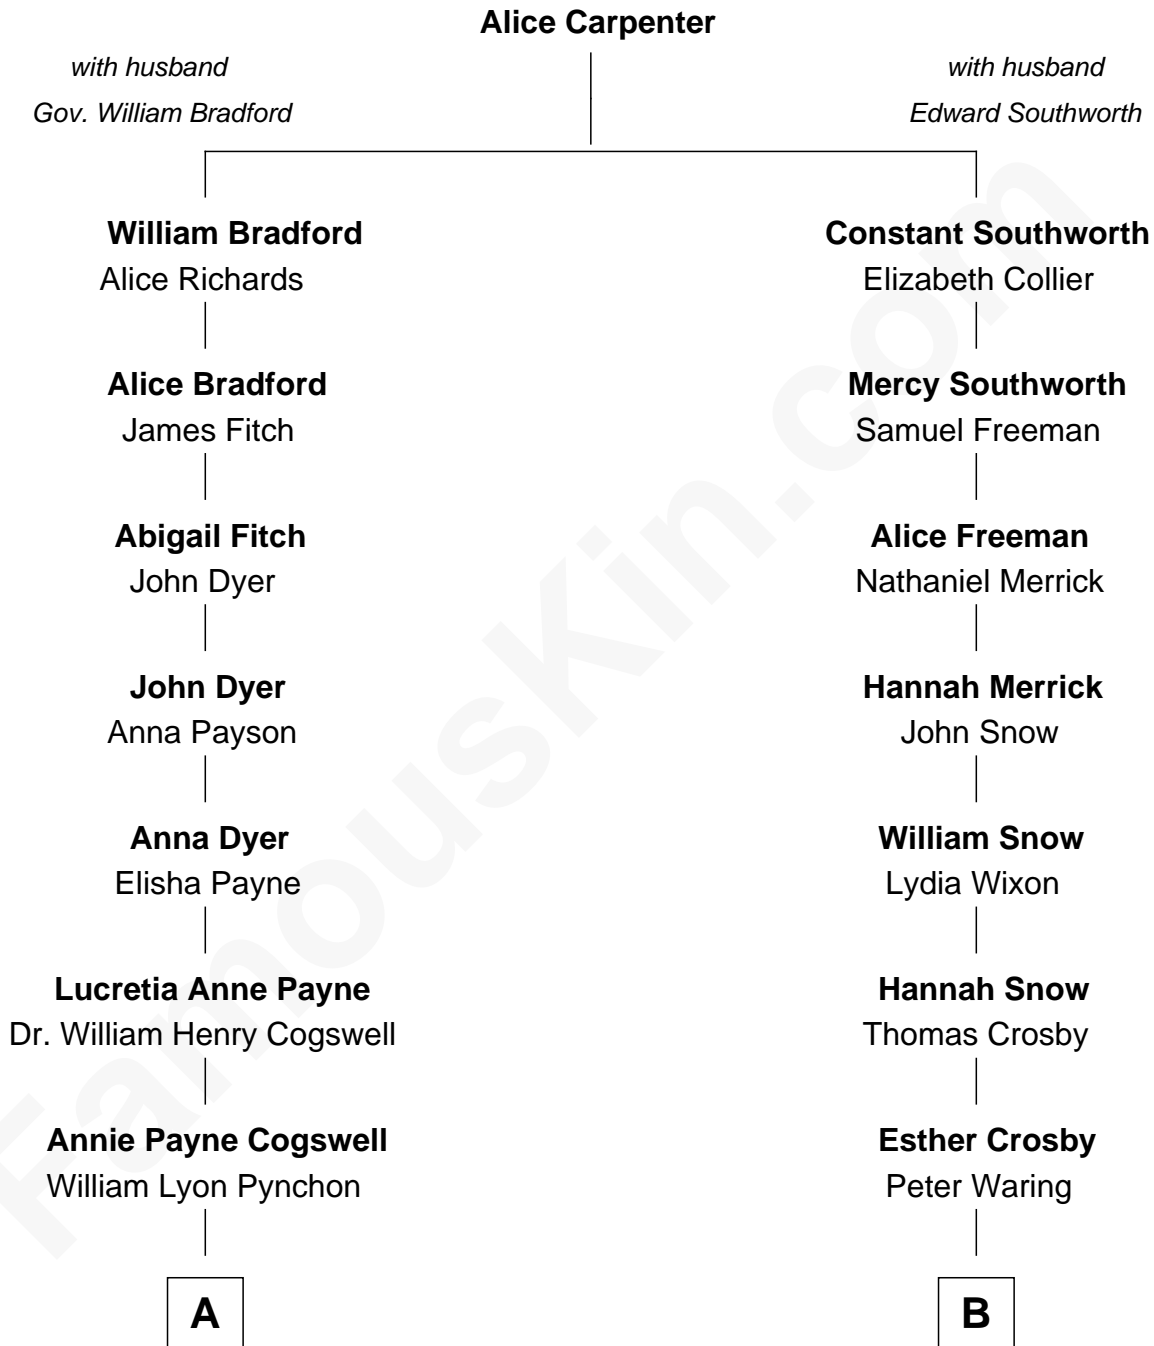 Alice Carpenter
with husband
Gov. William Bradford
with husband
Edward Southworth
William Bradford
Alice Richards
Constant Southworth
Elizabeth Collier
Alice Bradford
James Fitch
Mercy Southworth
Samuel Freeman
Abigail Fitch
John Dyer
Alice Freeman
Nathaniel Merrick
John Dyer
Anna Payson
Hannah Merrick
John Snow
Anna Dyer
Elisha Payne
William Snow
Lydia Wixon
Lucretia Anne Payne
Dr. William Henry Cogswell
Hannah Snow
Thomas Crosby
Annie Payne Cogswell
William Lyon Pynchon
Esther Crosby
Peter Waring
A
B
FamousKin.com